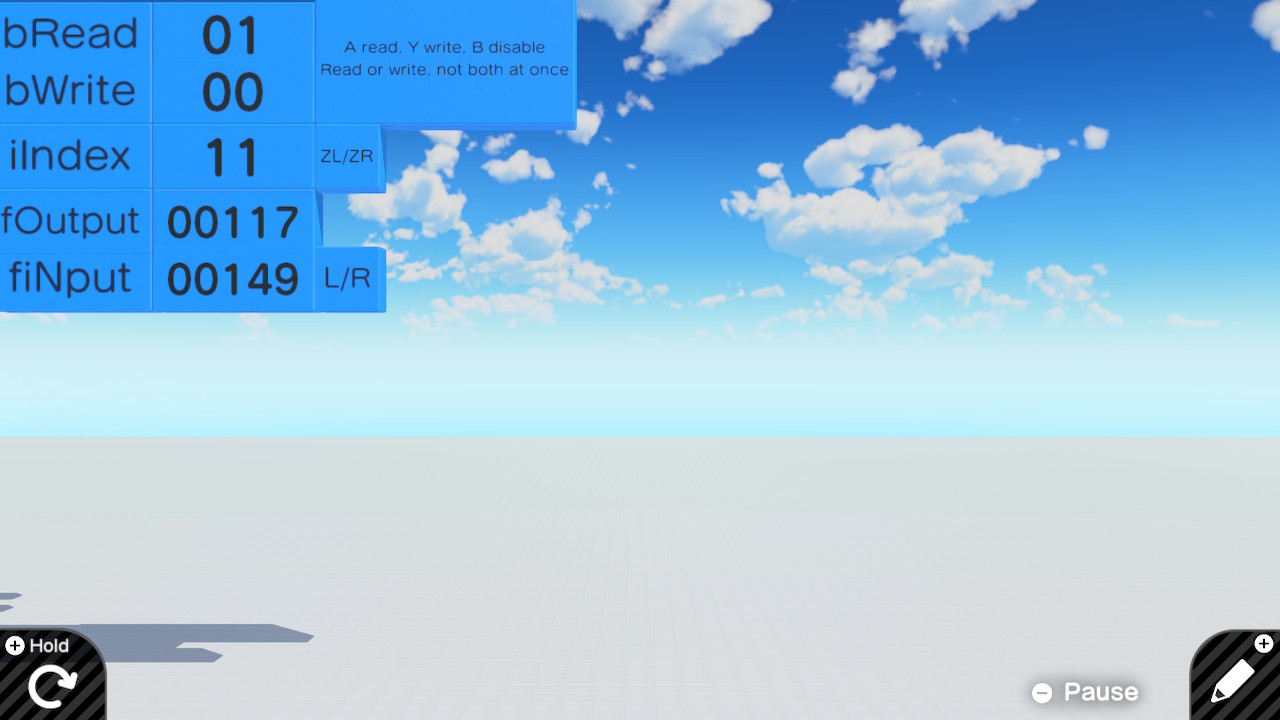 bRead 01
A read, Y write, B disable
Read or write, not both at once
bWrite 00
iIndex 11 ZL/ZR
fOutput 00117
fiNput 00149 L/R
Hold
Pause